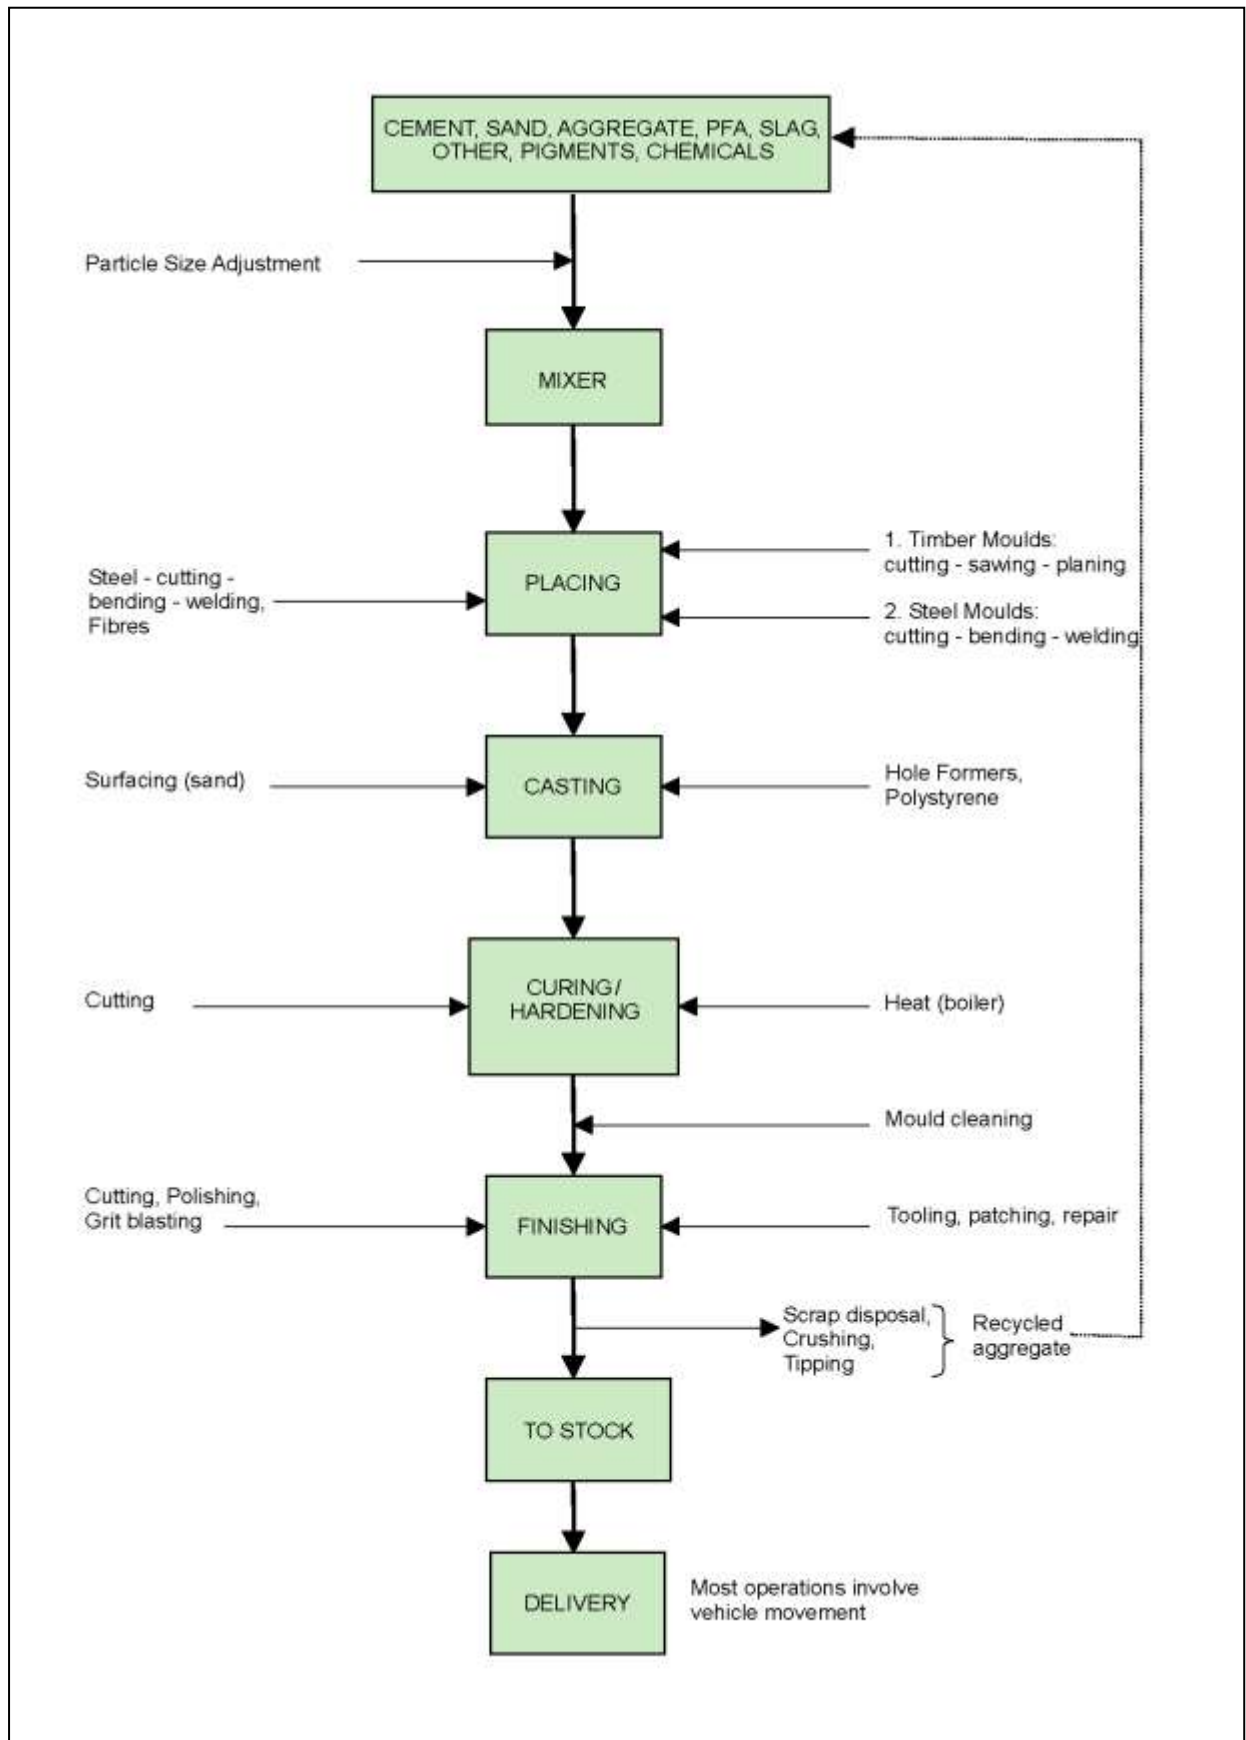 CEMENT, SAND, AGGREGATE, PFA, SLAG,
OTHER, PIGMENTS, CHEMICALS
Particle Size Adjustment
MIXER
Steel - cutting -
bending - welding,
Fibres
PLACING
1. Timber Moulds:
cutting - sawing - planing
2. Steel Moulds:
cutting - bending - welding
Surfacing (sand)
CASTING
Hole Formers,
Polystyrene
Cutting
CURING/
HARDENING
Heat (boiler)
Mould cleaning
Cutting, Polishing,
Grit blasting
FINISHING
Tooling, patching, repair
Scrap disposal,
Crushing,
Tipping
Recycled
aggregate
TO STOCK
DELIVERY
Most operations involve
vehicle movement